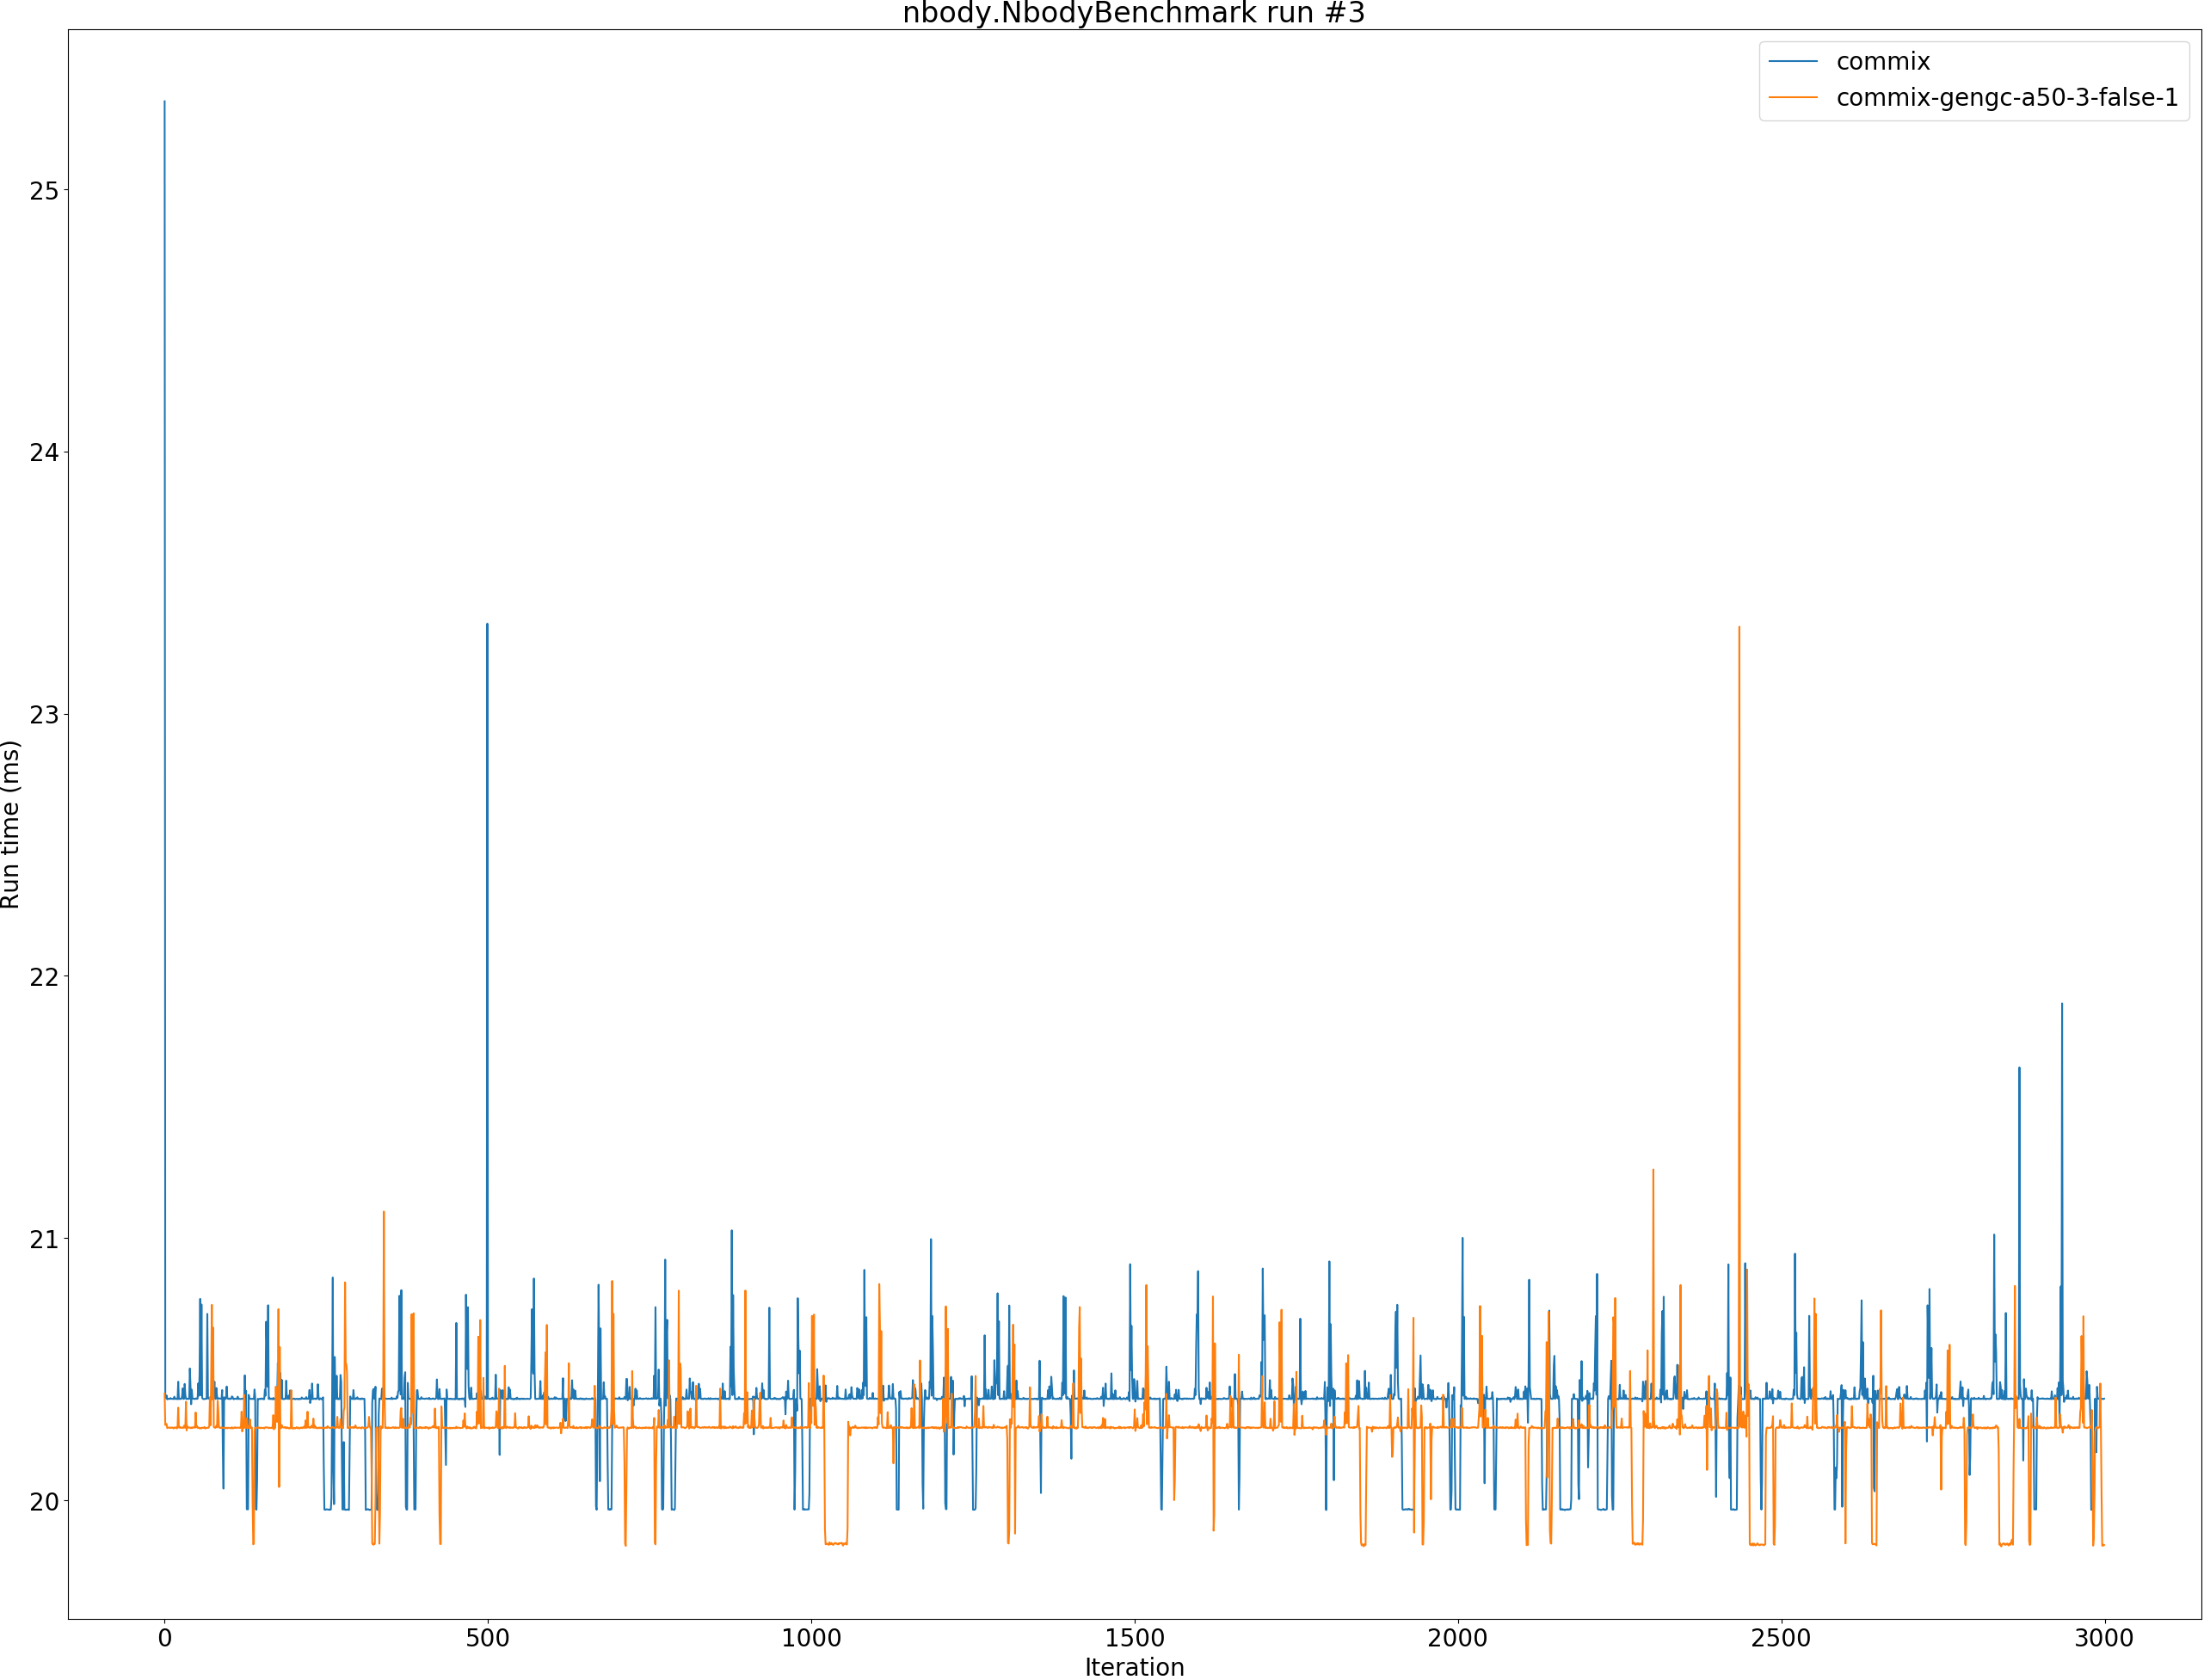 nbody.NbodyBenchmark run #3
commix
commix-gengc-a50-3-false-1
Run time (ms)
25
24
23
22
21
20
0 500 1000 1500 2000 2500 3000
Iteration